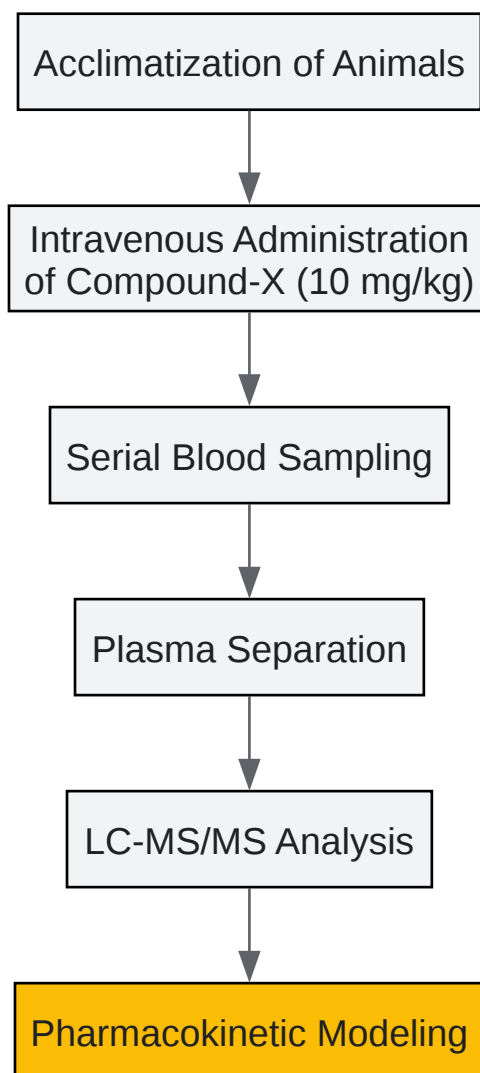 Acclimatization of Animals
Intravenous Administration
of Compound-X (10 mg/kg)
Serial Blood Sampling
Plasma Separation
LC-MS/MS Analysis
Pharmacokinetic Modeling